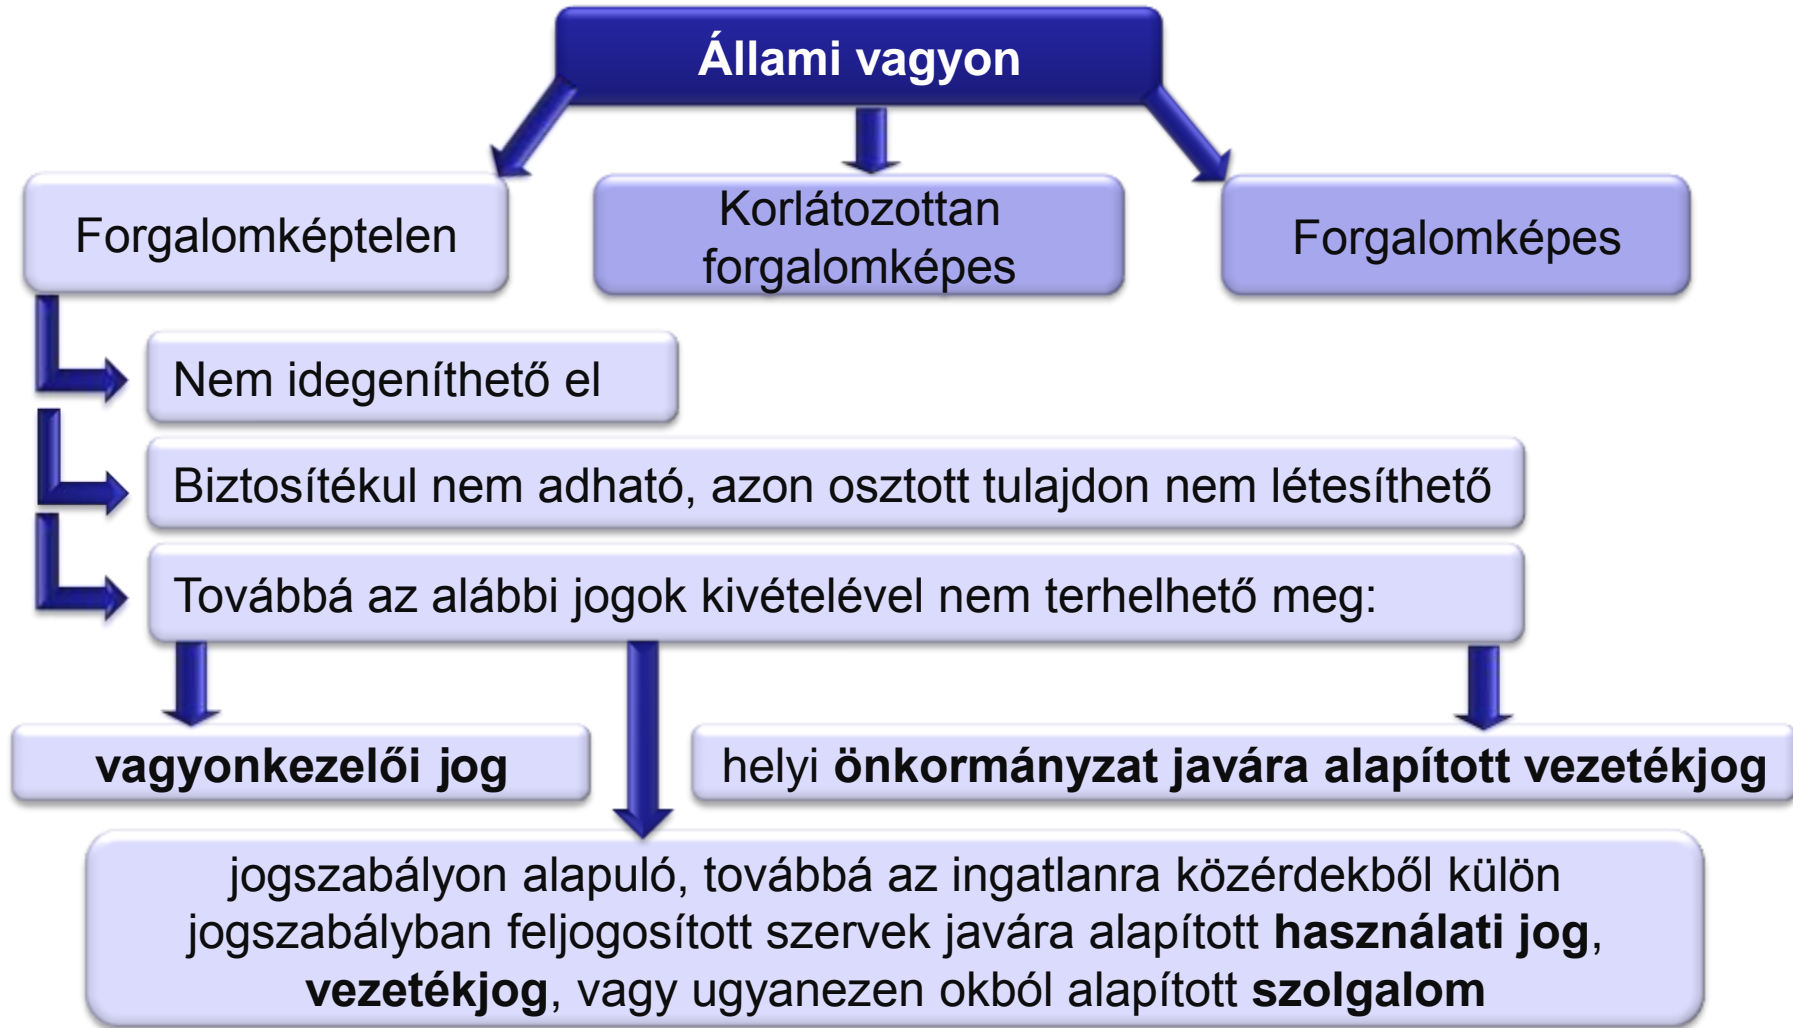 Állami vagyon
Forgalomképtelen
Korlátozottan
forgalomképes
Forgalomképes
Nem idegeníthető el
Biztosítékul nem adható, azon osztott tulajdon nem létesíthető
Továbbá az alábbi jogok kivételével nem terhelhető meg:
vagyonkezelői jog
helyi önkormányzat javára alapított vezetékjog
jogszabályon alapuló, továbbá az ingatlanra közérdekből külön
jogszabályban feljogosított szervek javára alapított használati jog,
vezetékjog, vagy ugyanezen okból alapított szolgalom